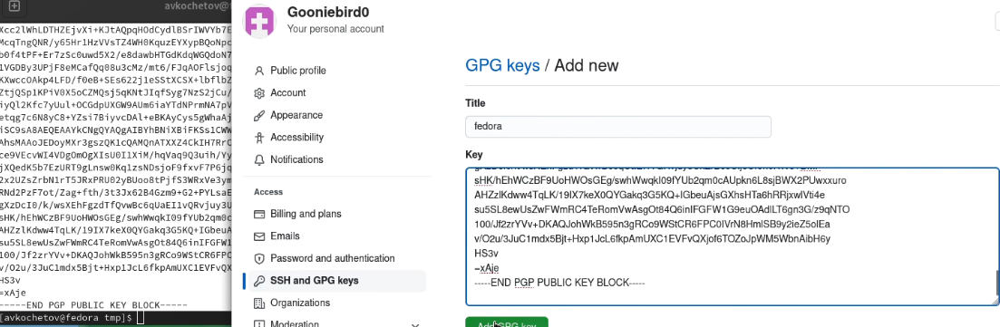 avkochetov@f
Xcc2lWhLDTHZEjvXi+KJtAQpqHOdCydlBSrIWVYb7E
McqTngQNR/y65Hr1HzVVsTZ4WH0KquzEYXypBQoNpc
b0f4tPF+Er7zSc0uwd5X2/e8dawbHTGdKdqWGQdoN7
lVGDBy3UPjF8eMCafQq08u3cMz/mt6/FJqAOFlsjoq
KXwccOAkp4LFD/f0eB+SEs622j1eSStXCSX+lbflbZ
ZtjQSp1KPiV0X5oCZMQsj5qKNtJIqfSyg7NzS2jCu/
iyQl2Kfc7yUul+OCGdpUXGW9AUm6iaYTdNPrmNA7pV
etqg7c6N8yC8+YZsi7BiyvcDAl+eBKAyCys5gWhaAj
iSC9sA8AEQEAAYkCNgQYAQgAIBYhBNiXBiFKSs1CWW
AhsMAAoJEDoyMXr3gszQK1cQAMQnATXXZ4CkIH7RrC
ce9VEcvWI4VDgOmOgXIsU0I1XiM/hqVaq9Q3uih/Yy
jXQedK5b7EzURT9gLnsw0Kq1zsNDsjoF9fxvF7P6jq
2x2UZsZrbN1rT5JRxPRU02yBUoo8tPjfS3WRxVe3ym
RNd2PzF7ot/Zag+fth/3t3Jx62B4Gzm9+G2+PYLsaE
gXzDcI0/k/wsXEhFgzdTfQvwBc6qUaEI1vQRvjuy3U
sHK/hEhWCzBF9UoHWOsGEg/swhWwqkI09fYUb2qm0c
AHZzlKdww4TqLK/19IX7keX0QYGakq3G5KQ+IGbeuA
su5SL8ewUsZwFWmRC4TeRomVwAsgOt84Q6inIFGFW1
100/Jf2zrYVv+DKAQJohWkB595n3gRCo9WStCR6FPC
v/O2u/3JuC1mdx5Bjt+Hxp1JcL6fkpAmUXC1EVFvQX
HS3v
=xAje
-----END PGP PUBLIC KEY BLOCK-----
[avkochetov@fedora tmp]$
Gooniebird0
Your personal account
Public profile
Account
Appearance
Accessibility
Notifications
Access
Billing and plans
Emails
Password and authentication
SSH and GPG keys
Organizations
Moderation
GPG keys / Add new
Title
fedora
Key
sHK/hEhWCzBF9UoHWOsGEg/swhWwqkI09fYUb2qm0cAUpkn6L8sjBWX2PUwxxuro
AHZzlKdww4TqLK/19IX7keX0QYGakq3G5KQ+IGbeuAjsGXhsHTa6hRRjxwlVti4e
su5SL8ewUsZwFWmRC4TeRomVwAsgOt84Q6inIFGFW1G9euOAdlLT6gn3G/z9qNTO
100/Jf2zrYVv+DKAQJohWkB595n3gRCo9WStCR6FPC0IVrN8HmISB9y2ieZ5olEa
v/O2u/3JuC1mdx5Bjt+Hxp1JcL6fkpAmUXC1EVFvQXjof6TOZoJpWM5WbnAibH6y
HS3v
=xAje
-----END PGP PUBLIC KEY BLOCK-----
Add GPG key